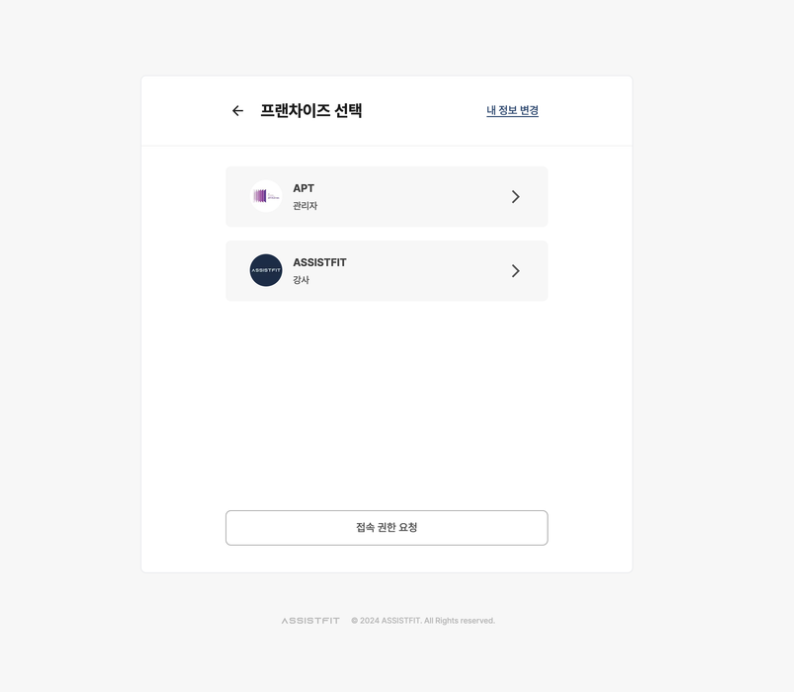 프랜차이즈 선택
내 정보 변경
APT
관리자
ASSISTFIT
ASSISTFIT
강사
접속 권한 요청
ASSISTFIT © 2024 ASSISTFIT. All Rights reserved.